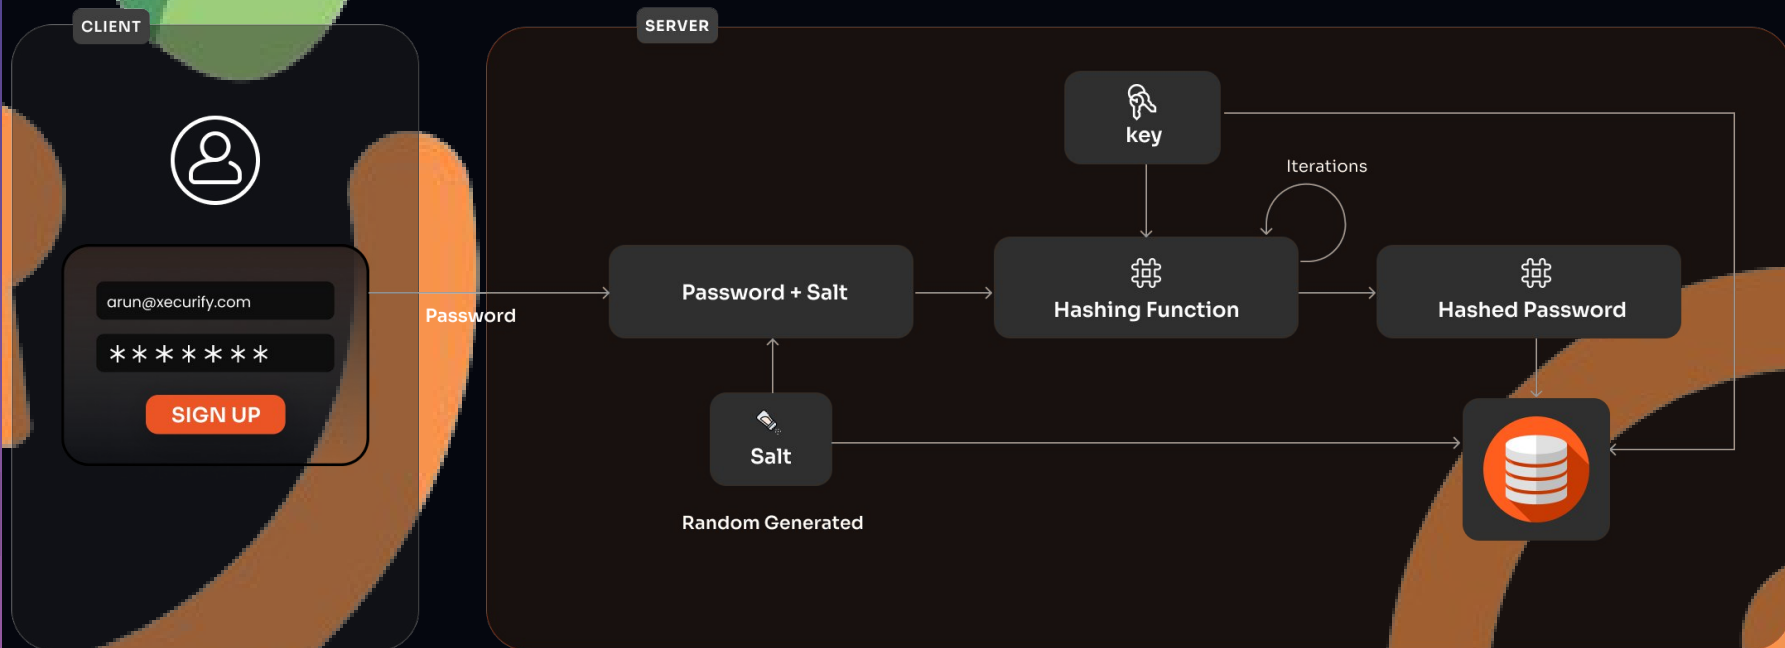 CLIENT
SERVER
key
Iterations
arun@xecurify.com
*******
SIGN UP
Password
Password + Salt
Hashing Function
Hashed Password
Salt
Random Generated